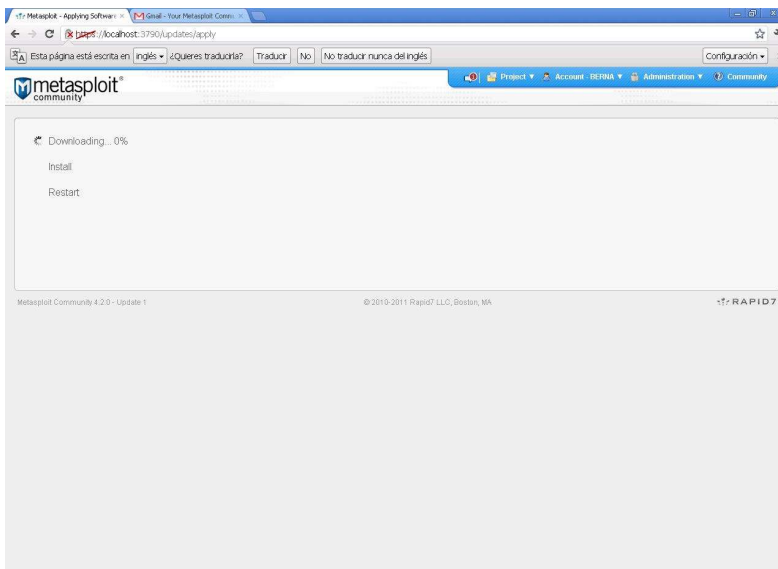 Metasploit - Applying Software
Gmail - Your Metasploit Comm
https://localhost:3790/updates/apply
Esta página está escrita en inglés ¿Quieres traducirla? Traducir No No traducir nunca del inglés Configuración
metasploit®
community
Project Account - BERNA Administration Community
Downloading... 0%
Install
Restart
Metasploit Community 4.2.0 - Update 1 © 2010-2011 Rapid7 LLC, Boston, MA RAPID7